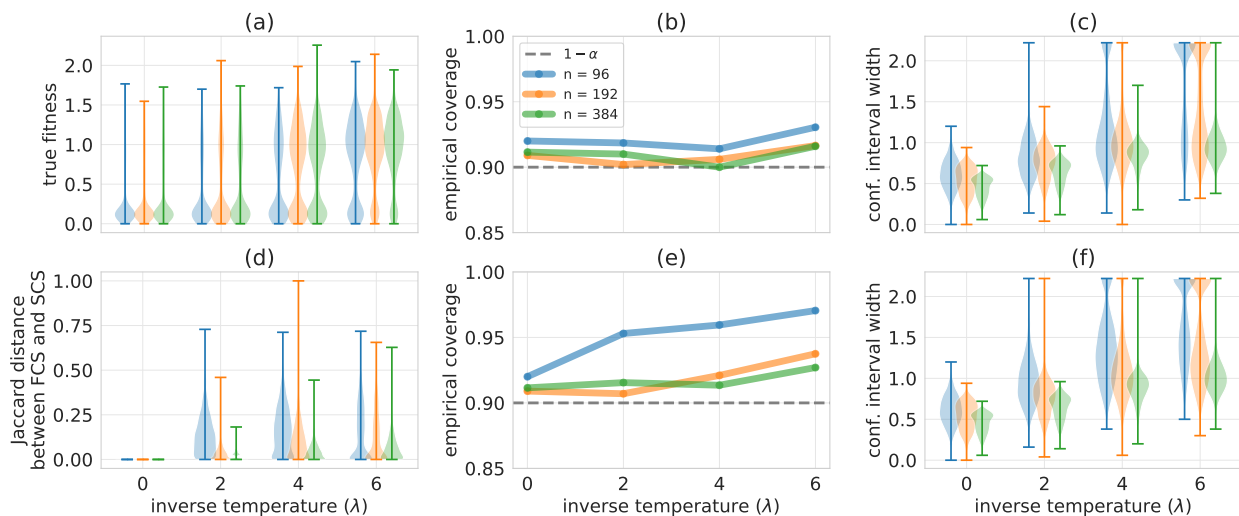 (a)
true fitness
2.0
1.5
1.0
0.5
0.0
0
2
4
6
(b)
empirical coverage
1.00
0.95
0.90
0.85
1 − α
n = 96
n = 192
n = 384
(c)
conf. interval width
2.0
1.5
1.0
0.5
0.0
(d)
Jaccard distance
between FCS and SCS
1.00
0.75
0.50
0.25
0.00
0 2 4 6
inverse temperature (λ)
(e)
empirical coverage
1.00
0.95
0.90
0.85
0 2 4 6
inverse temperature (λ)
(f)
conf. interval width
2.0
1.5
1.0
0.5
0.0
0 2 4 6
inverse temperature (λ)